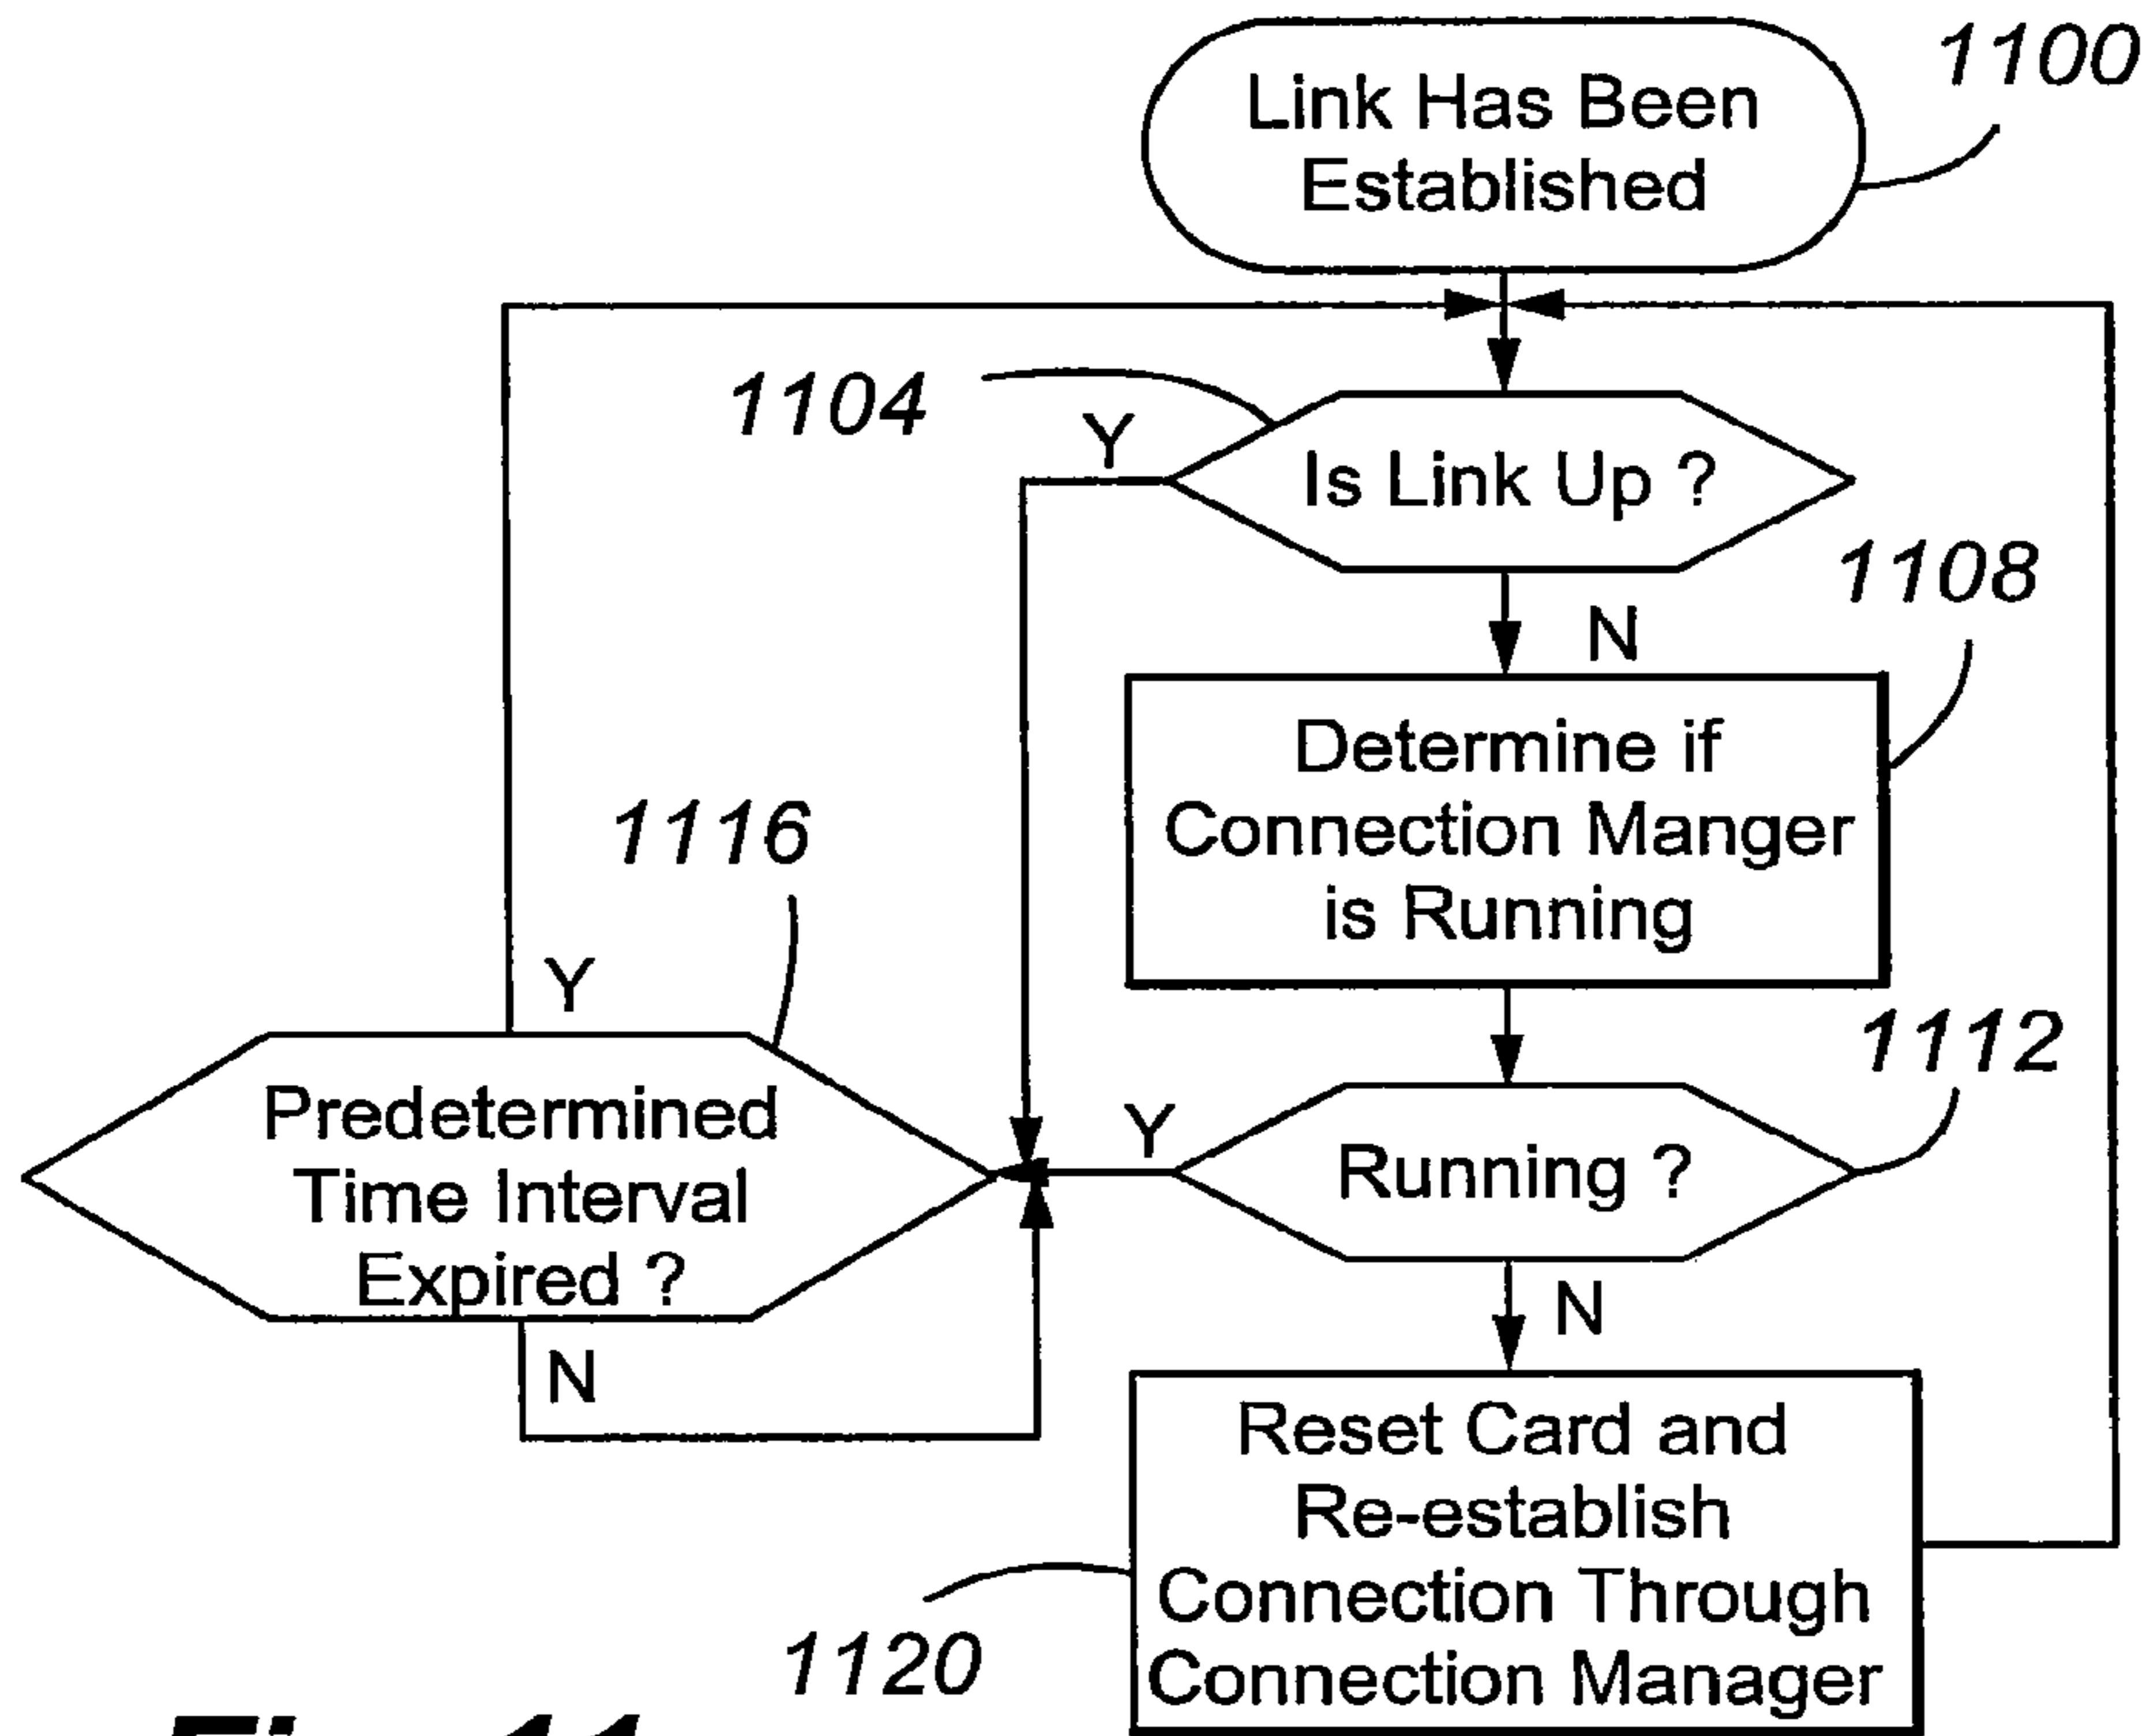 1100
Link Has Been
Established
1104
Y
Is Link Up ?
1108
N
Determine if
Connection Manger
is Running
1116
Y
1112
Predetermined
Time Interval
Expired ?
Y
Running ?
N
N
Reset Card and
Re-establish
Connection Through
Connection Manager
1120